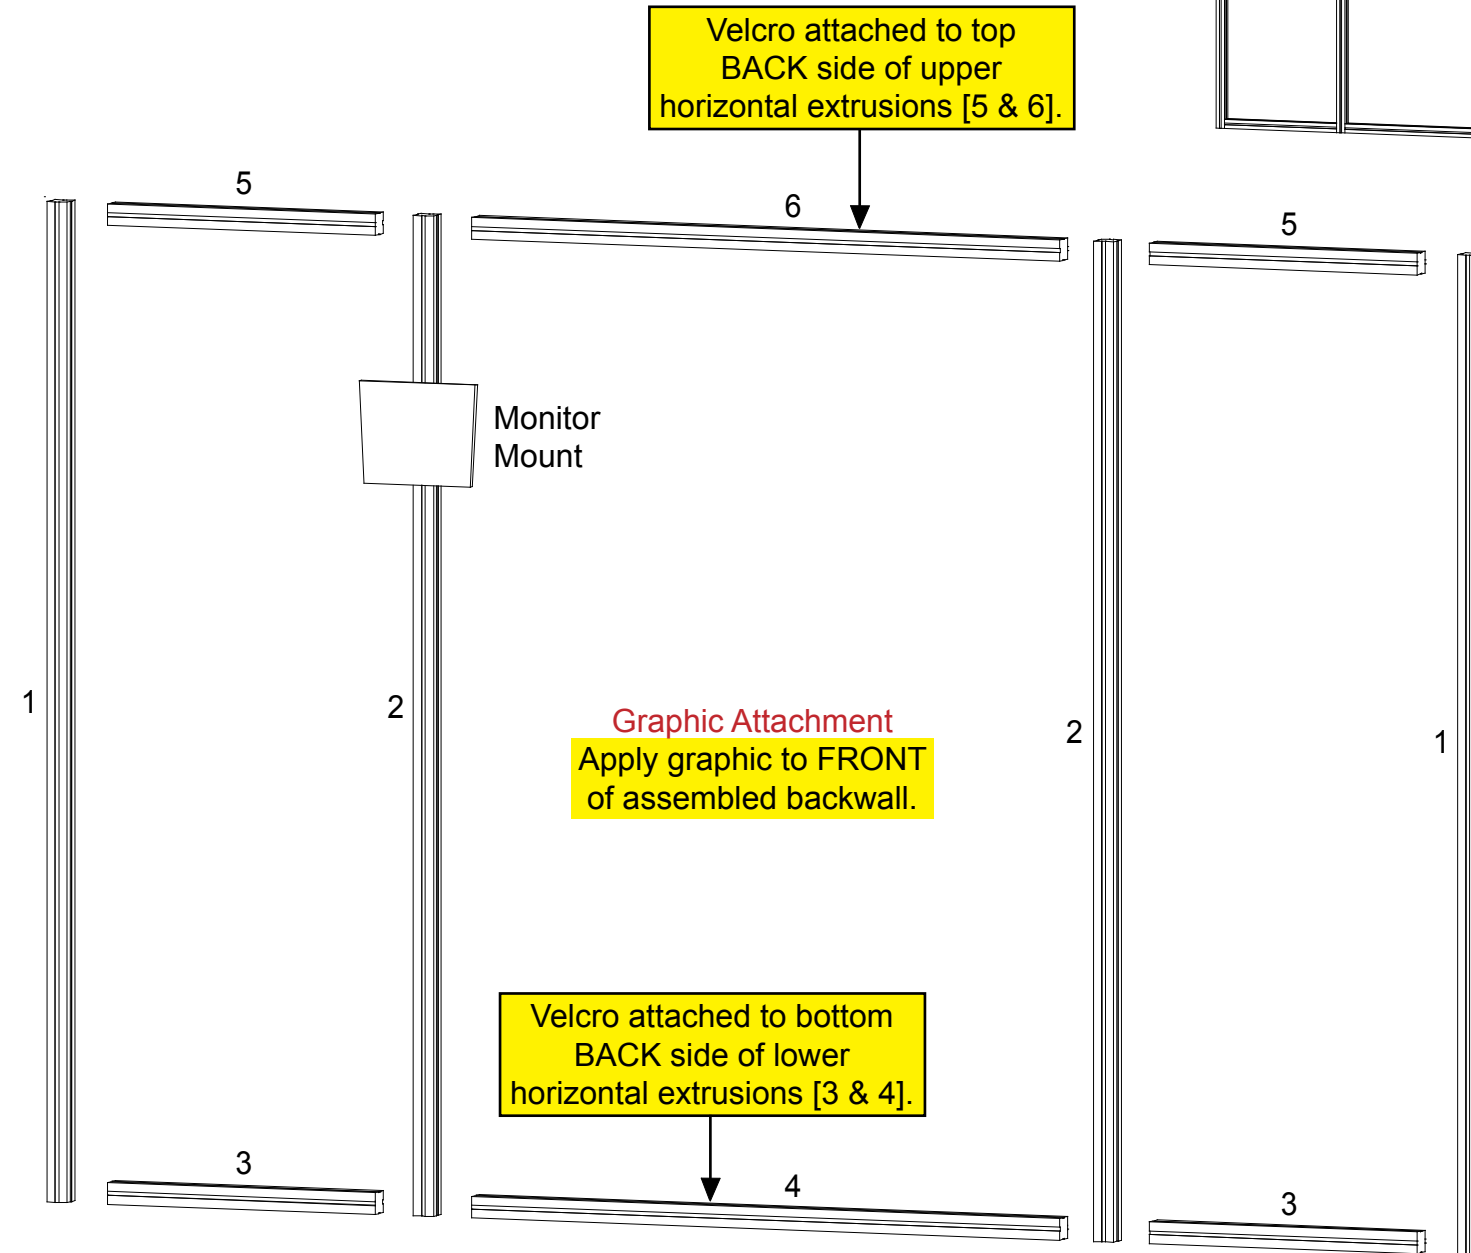 Velcro attached to top
BACK side of upper
horizontal extrusions [5 & 6].
5
6
5
Monitor
Mount
1
2
Graphic Attachment
Apply graphic to FRONT
of assembled backwall.
2
1
Velcro attached to bottom
BACK side of lower
horizontal extrusions [3 & 4].
3
4
3